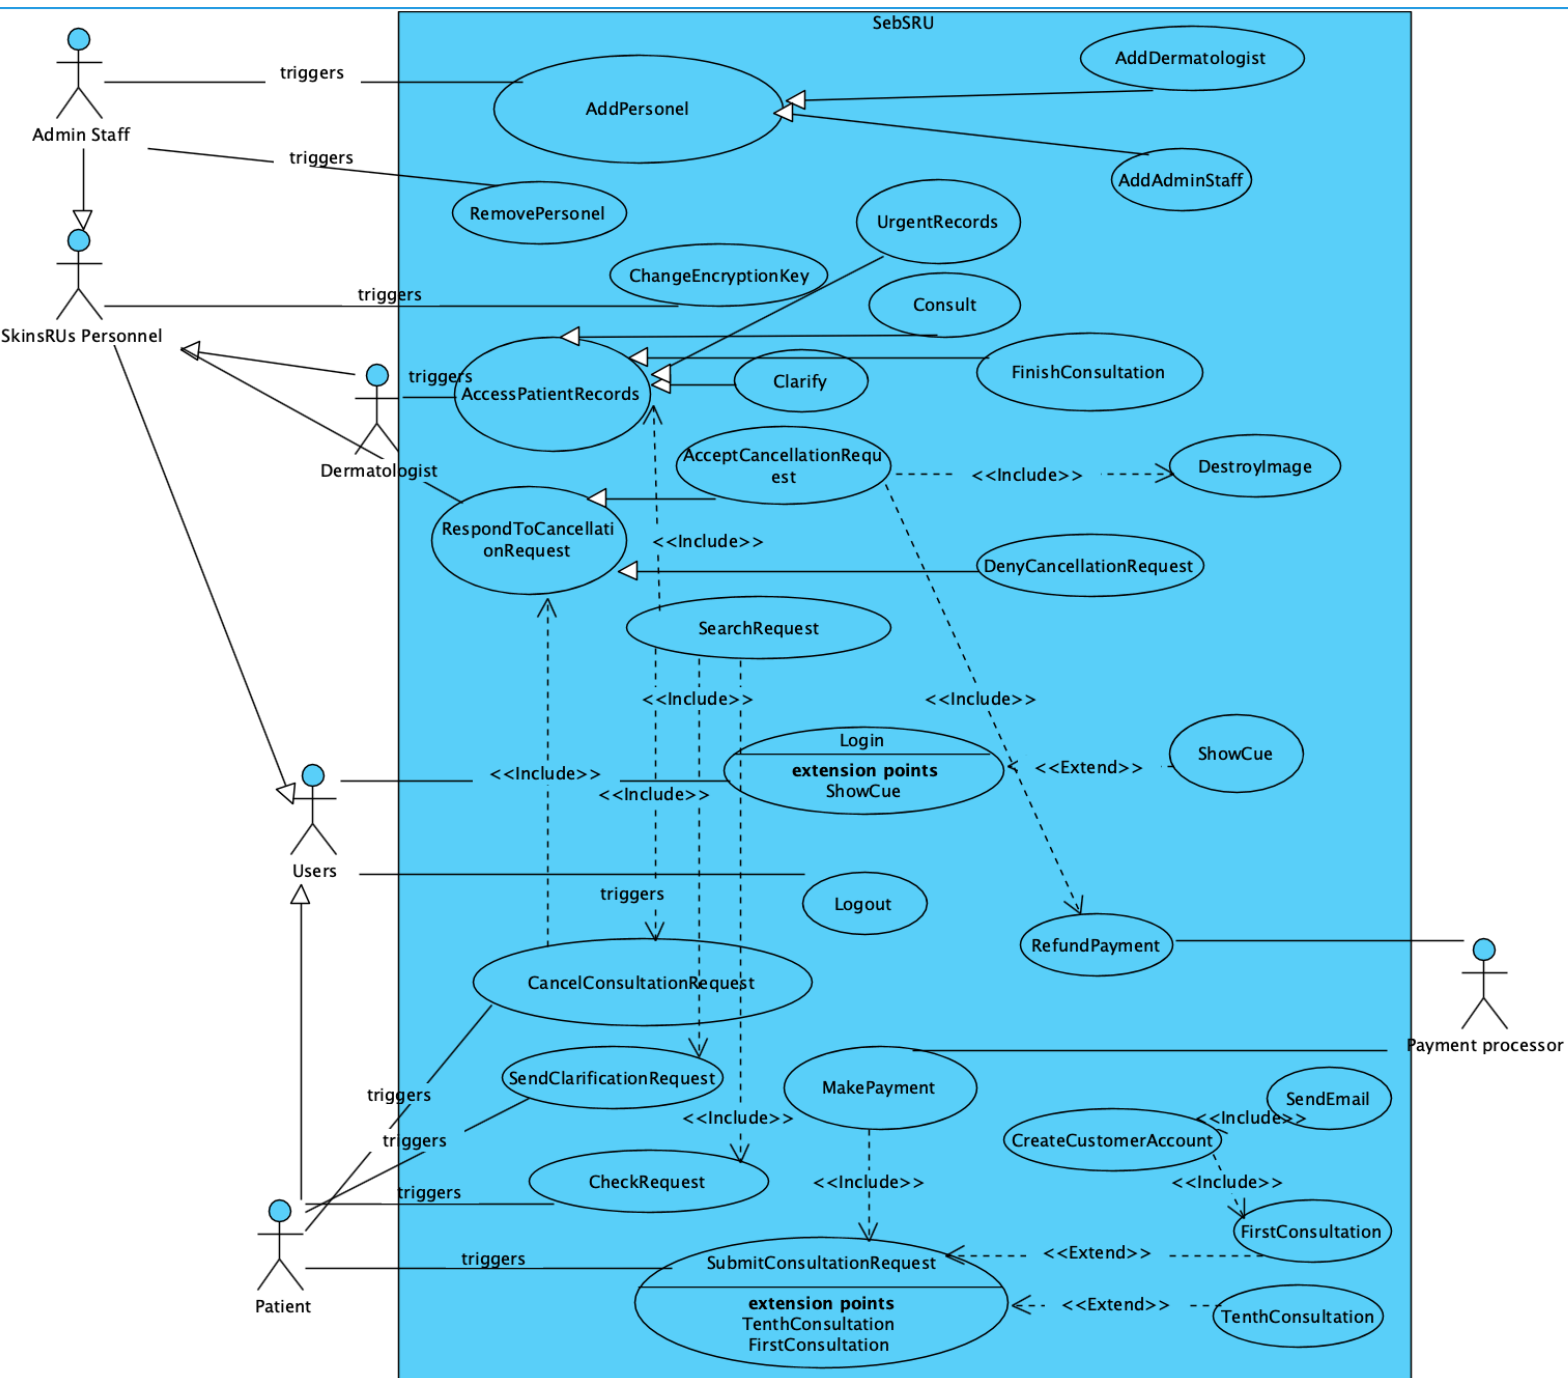 SebSRU
AddDermatologist
triggers
AddPersonel
Admin Staff
triggers
AddAdminStaff
RemovePersonel
UrgentRecords
ChangeEncryptionKey
triggers
Consult
SkinsRUs Personnel
triggers
AccessPatientRecords
Clarify
FinishConsultation
AcceptCancellationRequ
est
DestroyImage
<<Include>>
Dermatologist
RespondToCancellati
onRequest
<<Include>>
DenyCancellationRequest
SearchRequest
<<Include>>
<<Include>>
Login
extension points
ShowCue
ShowCue
<<Extend>>
<<Include>>
<<Include>>
Users
triggers
Logout
RefundPayment
CancelConsultationRequest
Payment processor
SendClarificationRequest
MakePayment
triggers
SendEmail
<<Include>>
<<Include>>
CreateCustomerAccount
triggers
CheckRequest
<<Include>>
<<Include>>
triggers
FirstConsultation
<<Extend>>
triggers
SubmitConsultationRequest
extension points
TenthConsultation
FirstConsultation
<<Extend>>
TenthConsultation
Patient